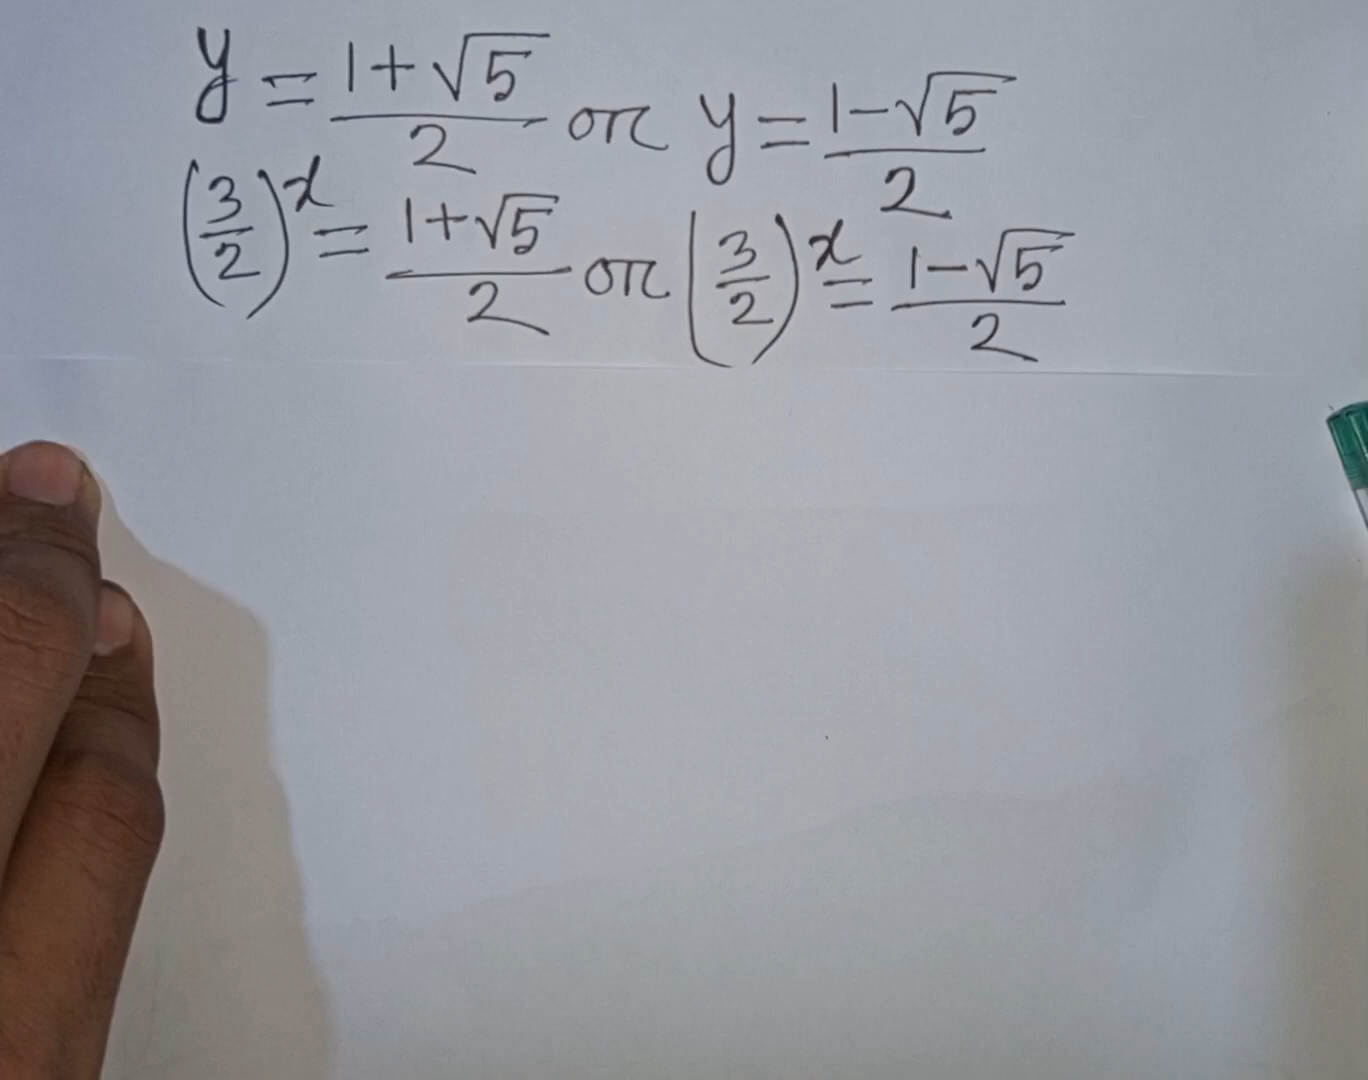 y = (1+√5)/2 or y = (1-√5)/2
(3/2)^x = (1+√5)/2 or (3/2)^x = (1-√5)/2